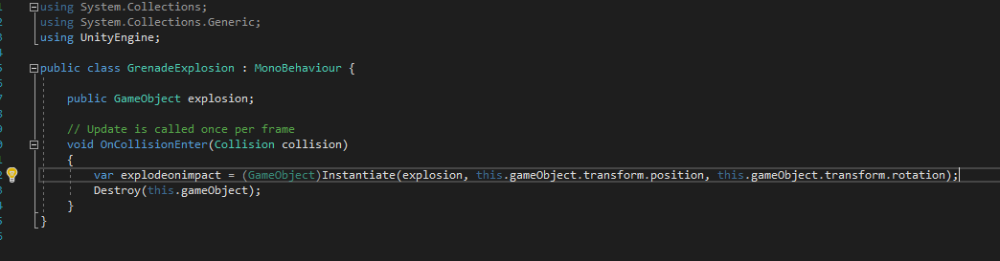 using System.Collections;
using System.Collections.Generic;
using UnityEngine;
public class GrenadeExplosion : MonoBehaviour {
public GameObject explosion;
// Update is called once per frame
void OnCollisionEnter(Collision collision)
{
var explodeonimpact = (GameObject)Instantiate(explosion, this.gameObject.transform.position, this.gameObject.transform.rotation);
Destroy(this.gameObject);
}
}